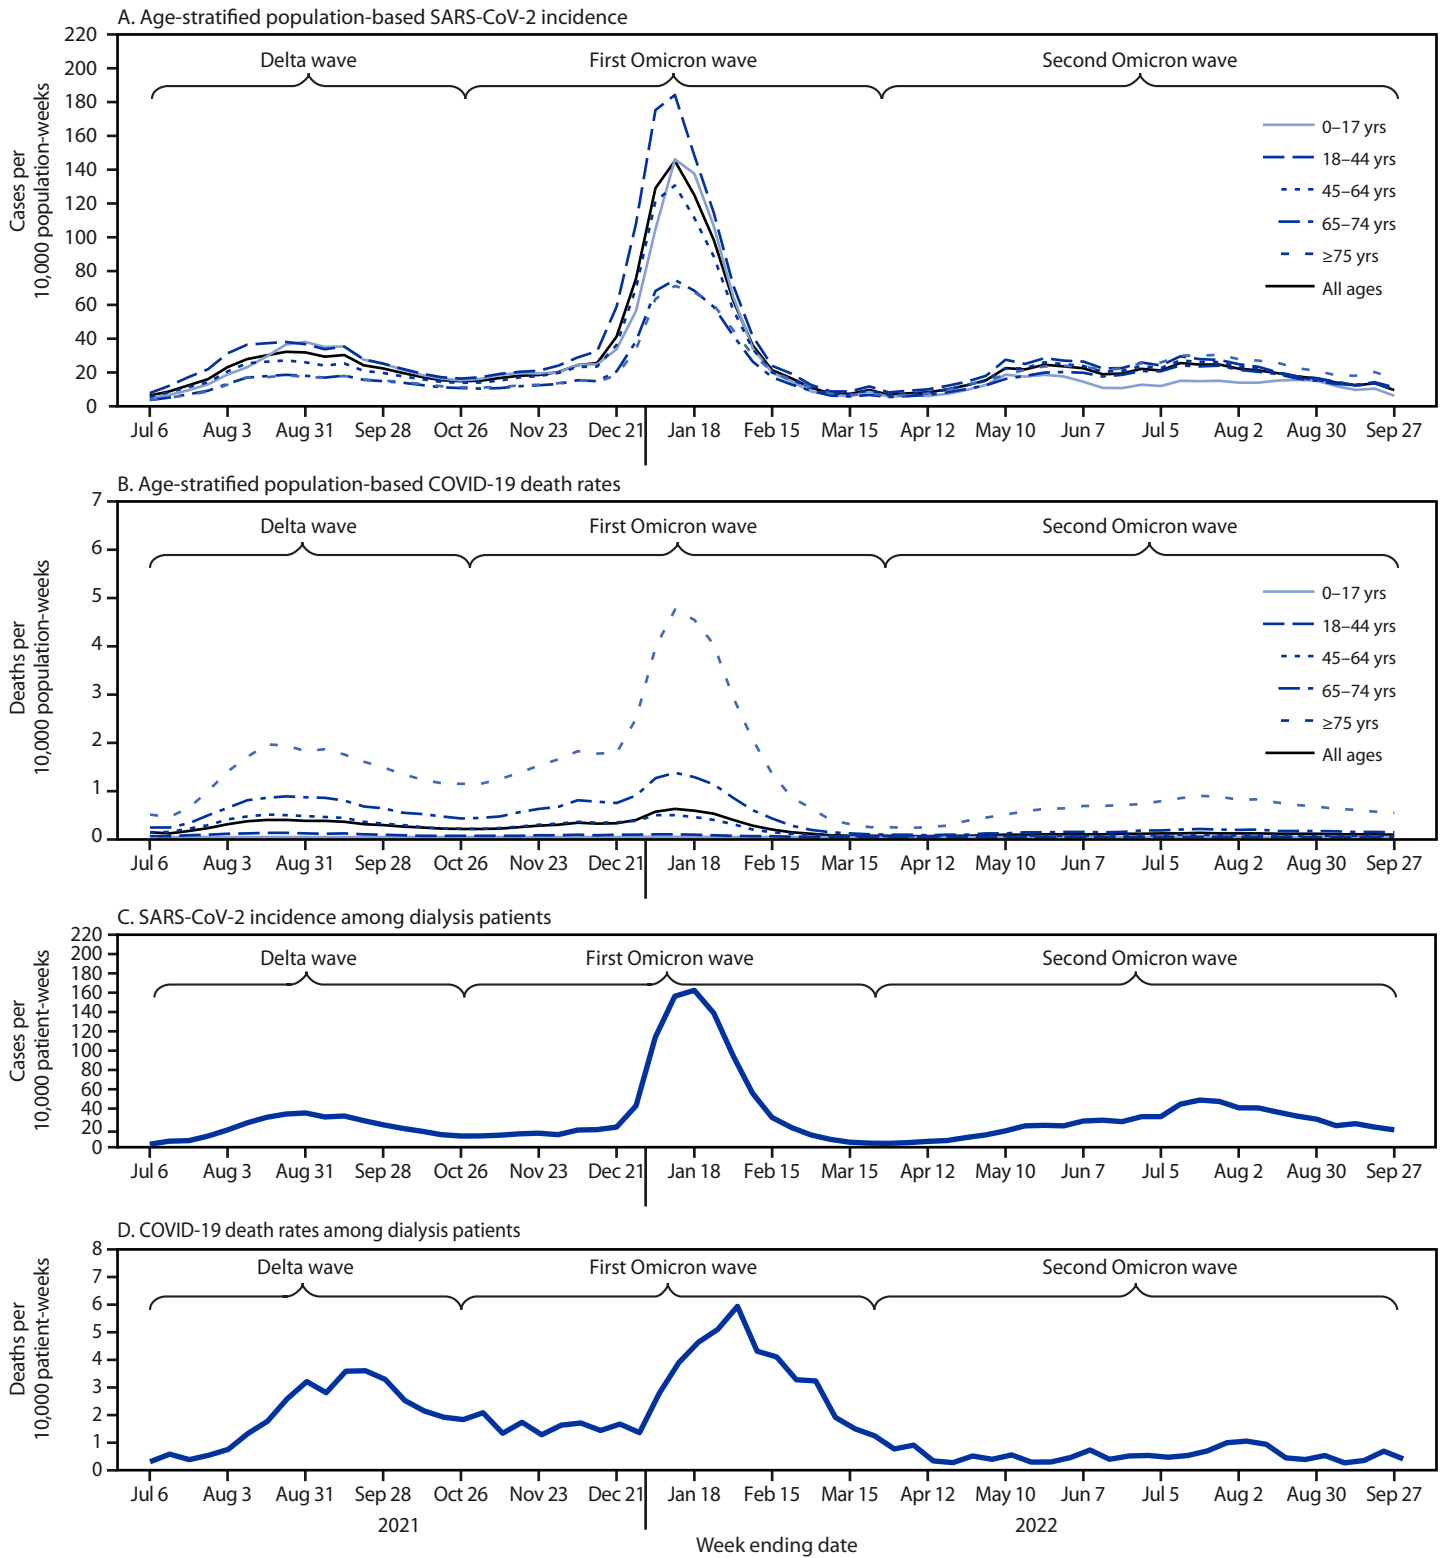 A. Age-stratified population-based SARS-CoV-2 incidence
Cases per
10,000 population-weeks
220
200
180
160
140
120
100
80
60
40
20
0
Delta wave
First Omicron wave
Second Omicron wave
0–17 yrs
18–44 yrs
45–64 yrs
65–74 yrs
≥75 yrs
All ages
Jul 6 Aug 3 Aug 31 Sep 28 Oct 26 Nov 23 Dec 21 Jan 18 Feb 15 Mar 15 Apr 12 May 10 Jun 7 Jul 5 Aug 2 Aug 30 Sep 27
B. Age-stratified population-based COVID-19 death rates
Deaths per
10,000 population-weeks
7
6
5
4
3
2
1
0
Delta wave
First Omicron wave
Second Omicron wave
0–17 yrs
18–44 yrs
45–64 yrs
65–74 yrs
≥75 yrs
All ages
Jul 6 Aug 3 Aug 31 Sep 28 Oct 26 Nov 23 Dec 21 Jan 18 Feb 15 Mar 15 Apr 12 May 10 Jun 7 Jul 5 Aug 2 Aug 30 Sep 27
C. SARS-CoV-2 incidence among dialysis patients
Cases per
10,000 patient-weeks
220
200
180
160
140
120
100
80
60
40
20
0
Delta wave
First Omicron wave
Second Omicron wave
Jul 6 Aug 3 Aug 31 Sep 28 Oct 26 Nov 23 Dec 21 Jan 18 Feb 15 Mar 15 Apr 12 May 10 Jun 7 Jul 5 Aug 2 Aug 30 Sep 27
D. COVID-19 death rates among dialysis patients
Deaths per
10,000 patient-weeks
8
7
6
5
4
3
2
1
0
Delta wave
First Omicron wave
Second Omicron wave
Jul 6 Aug 3 Aug 31 Sep 28 Oct 26 Nov 23 Dec 21 Jan 18 Feb 15 Mar 15 Apr 12 May 10 Jun 7 Jul 5 Aug 2 Aug 30 Sep 27
2021
2022
Week ending date